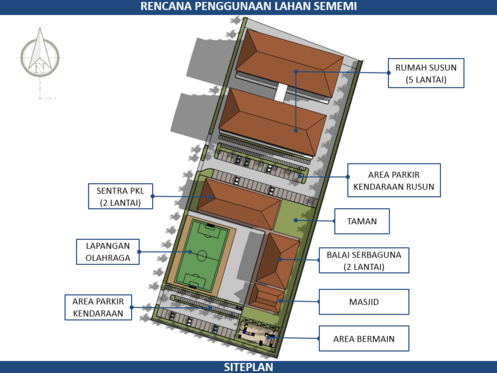 RENCANA PENGGUNAAN LAHAN SEMEMI
N
RUMAH SUSUN
(5 LANTAI)
AREA PARKIR
KENDARAAN RUSUN
SENTRA PKL
(2 LANTAI)
TAMAN
LAPANGAN
OLAHRAGA
BALAI SERBAGUNA
(2 LANTAI)
AREA PARKIR
KENDARAAN
MASJID
AREA BERMAIN
SITEPLAN